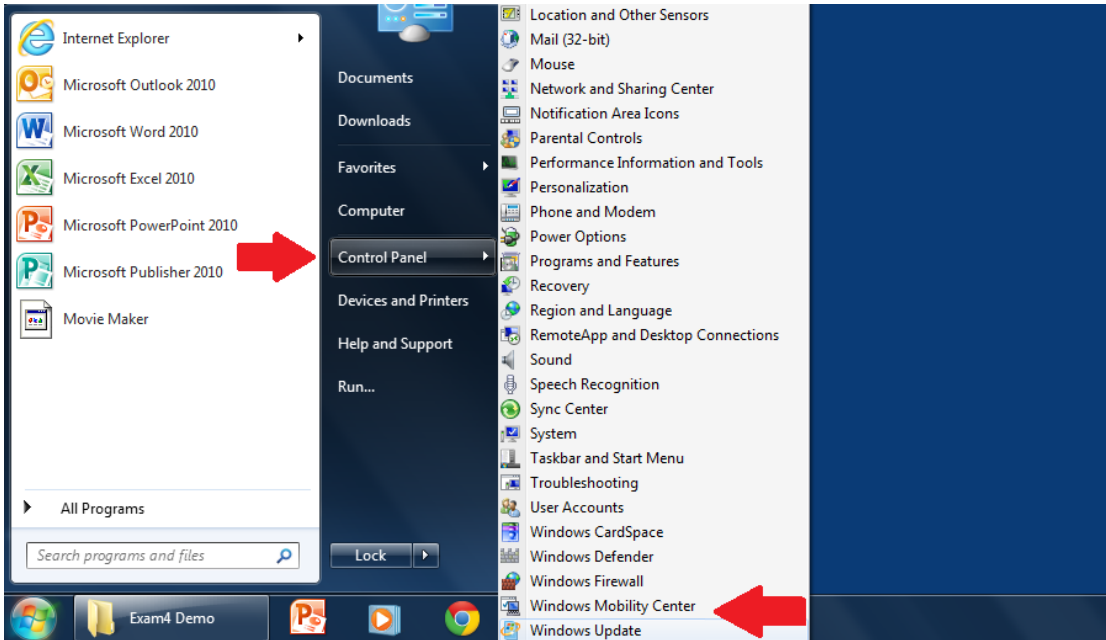 Internet Explorer
Microsoft Outlook 2010
Microsoft Word 2010
Microsoft Excel 2010
Microsoft PowerPoint 2010
Microsoft Publisher 2010
Movie Maker
All Programs
Search programs and files
Documents
Downloads
Favorites
Computer
Control Panel
Devices and Printers
Help and Support
Run...
Lock
Location and Other Sensors
Mail (32-bit)
Mouse
Network and Sharing Center
Notification Area Icons
Parental Controls
Performance Information and Tools
Personalization
Phone and Modem
Power Options
Programs and Features
Recovery
Region and Language
RemoteApp and Desktop Connections
Sound
Speech Recognition
Sync Center
System
Taskbar and Start Menu
Troubleshooting
User Accounts
Windows CardSpace
Windows Defender
Windows Firewall
Windows Mobility Center
Windows Update
Exam4 Demo